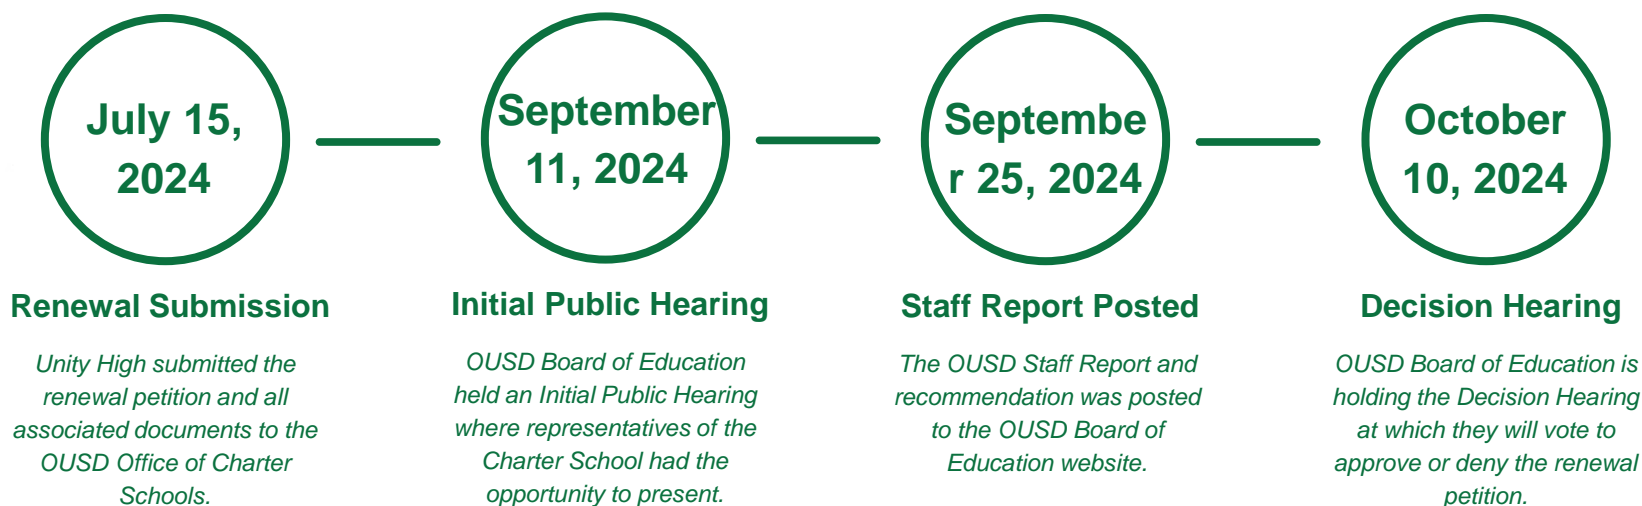 July 15,
2024
Renewal Submission
Unity High submitted the
renewal petition and all
associated documents to the
OUSD Office of Charter
Schools.
September
11, 2024
Initial Public Hearing
OUSD Board of Education
held an Initial Public Hearing
where representatives of the
Charter School had the
opportunity to present.
Septembe
r 25, 2024
Staff Report Posted
The OUSD Staff Report and
recommendation was posted
to the OUSD Board of
Education website.
October
10, 2024
Decision Hearing
OUSD Board of Education is
holding the Decision Hearing
at which they will vote to
approve or deny the renewal
petition.